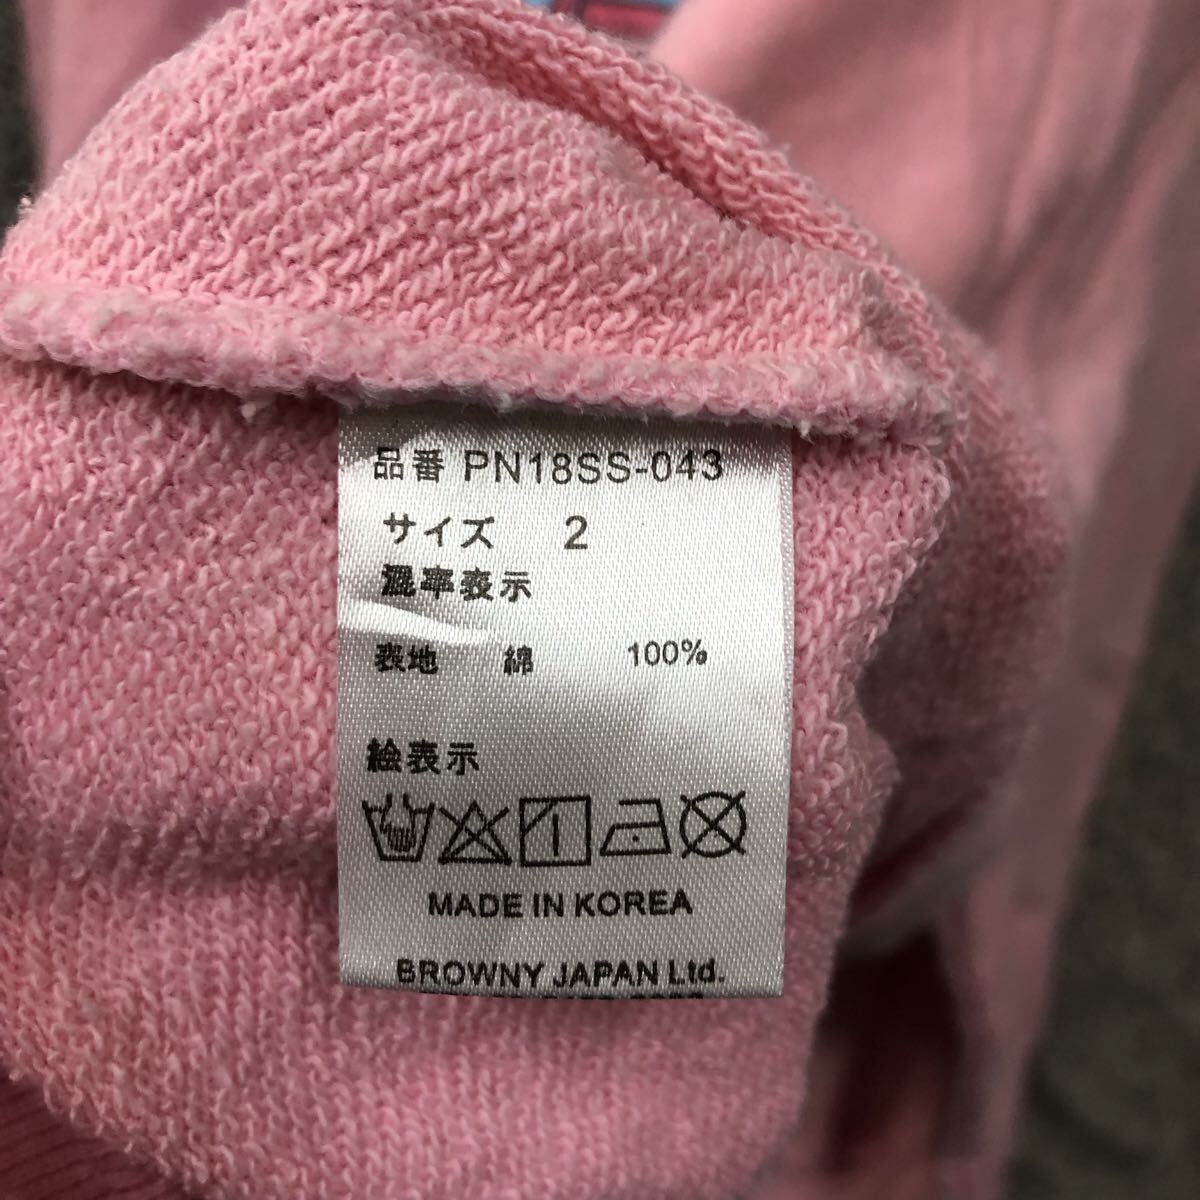 品番 PN18SS-043
サイズ 2
混率表示
表地 綿 100%
絵表示
MADE IN KOREA
BROWNY JAPAN Ltd.